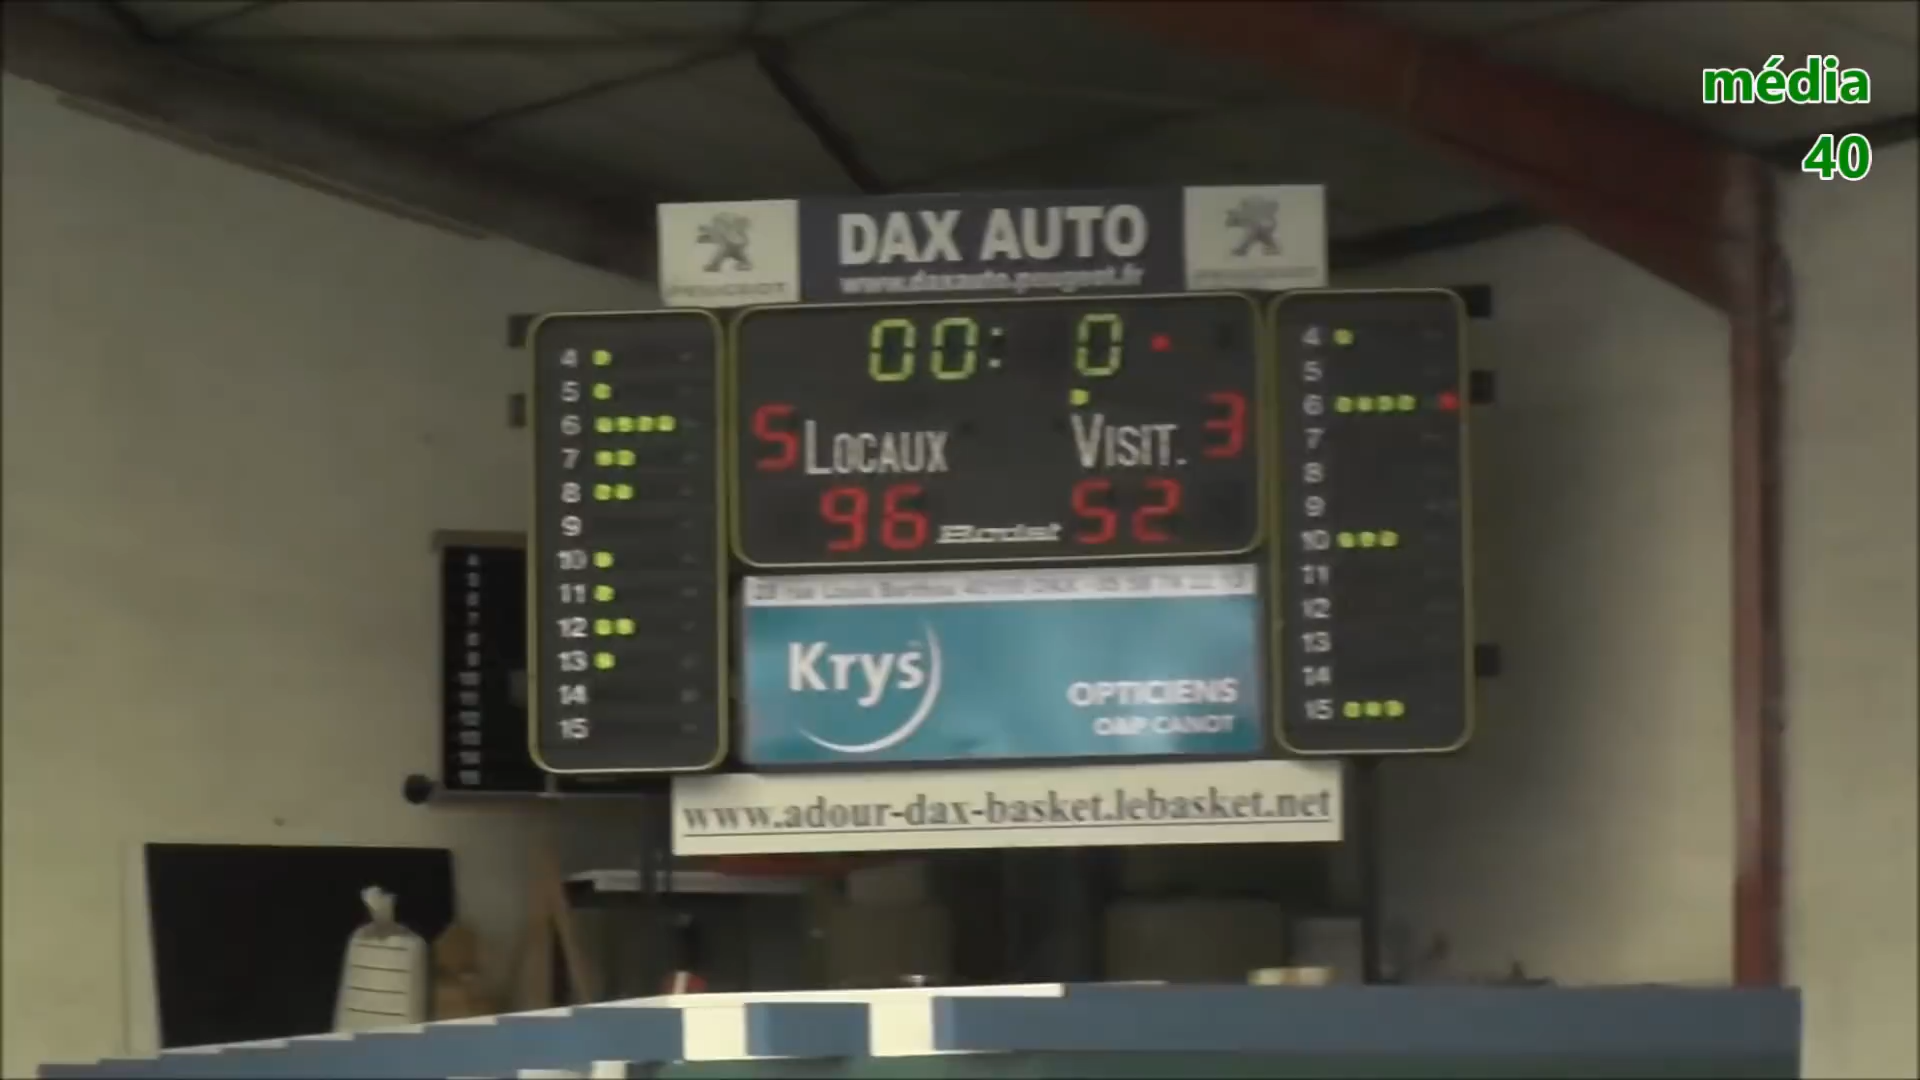 média
40
DAX AUTO
www.daxauto.peugeot.fr
PEUGEOT
00: 0
5 LOCAUX VISIT. 3
96 Bodet 52
4
5
6
7
8
9
10
11
12
13
14
15
4
5
6
7
8
9
10
11
12
13
14
15
Krys
OPTICIENS
www.adour-dax-basket.lebasket.net